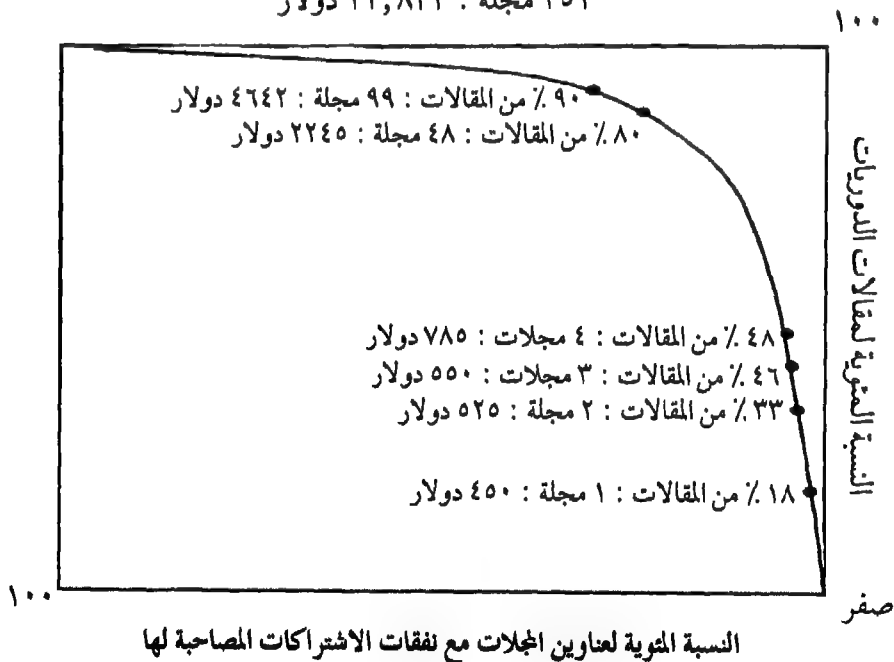 مجلة : دولار
١٠٠
٩٠ ٪ من المقالات : ٩٩ مجلة : ٤٦٤٢ دولار
٨٠ ٪ من المقالات : ٤٨ مجلة : ٢٢٤٥ دولار
٤٨ ٪ من المقالات : ٤ مجلات : ٧٨٥ دولار
٤٦ ٪ من المقالات : ٣ مجلات : ٥٥٠ دولار
٣٣ ٪ من المقالات : ٢ مجلة : ٥٢٥ دولار
١٨ ٪ من المقالات : ١ مجلة : ٤٥٠ دولار
النسبة المئوية لمقالات الدوريات
صفر
١٠٠
النسبة المئوية لعناوين المجلات مع نفقات الاشتراكات المصاحبة لها